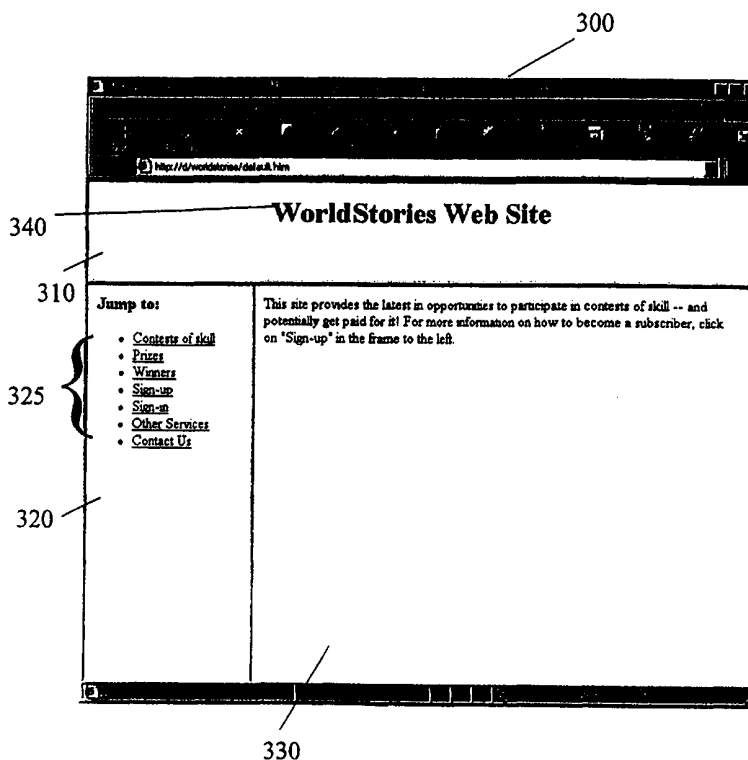 300
http://d/worldstories/default.htm
WorldStories Web Site
340
310
Jump to:
This site provides the latest in opportunities to participate in contests of skill -- and
potentially get paid for it! For more information on how to become a subscriber, click
on "Sign-up" in the frame to the left.
• Contests of skill
• Prizes
• Winners
• Sign-up
• Sign-in
• Other Services
• Contact Us
325
320
330